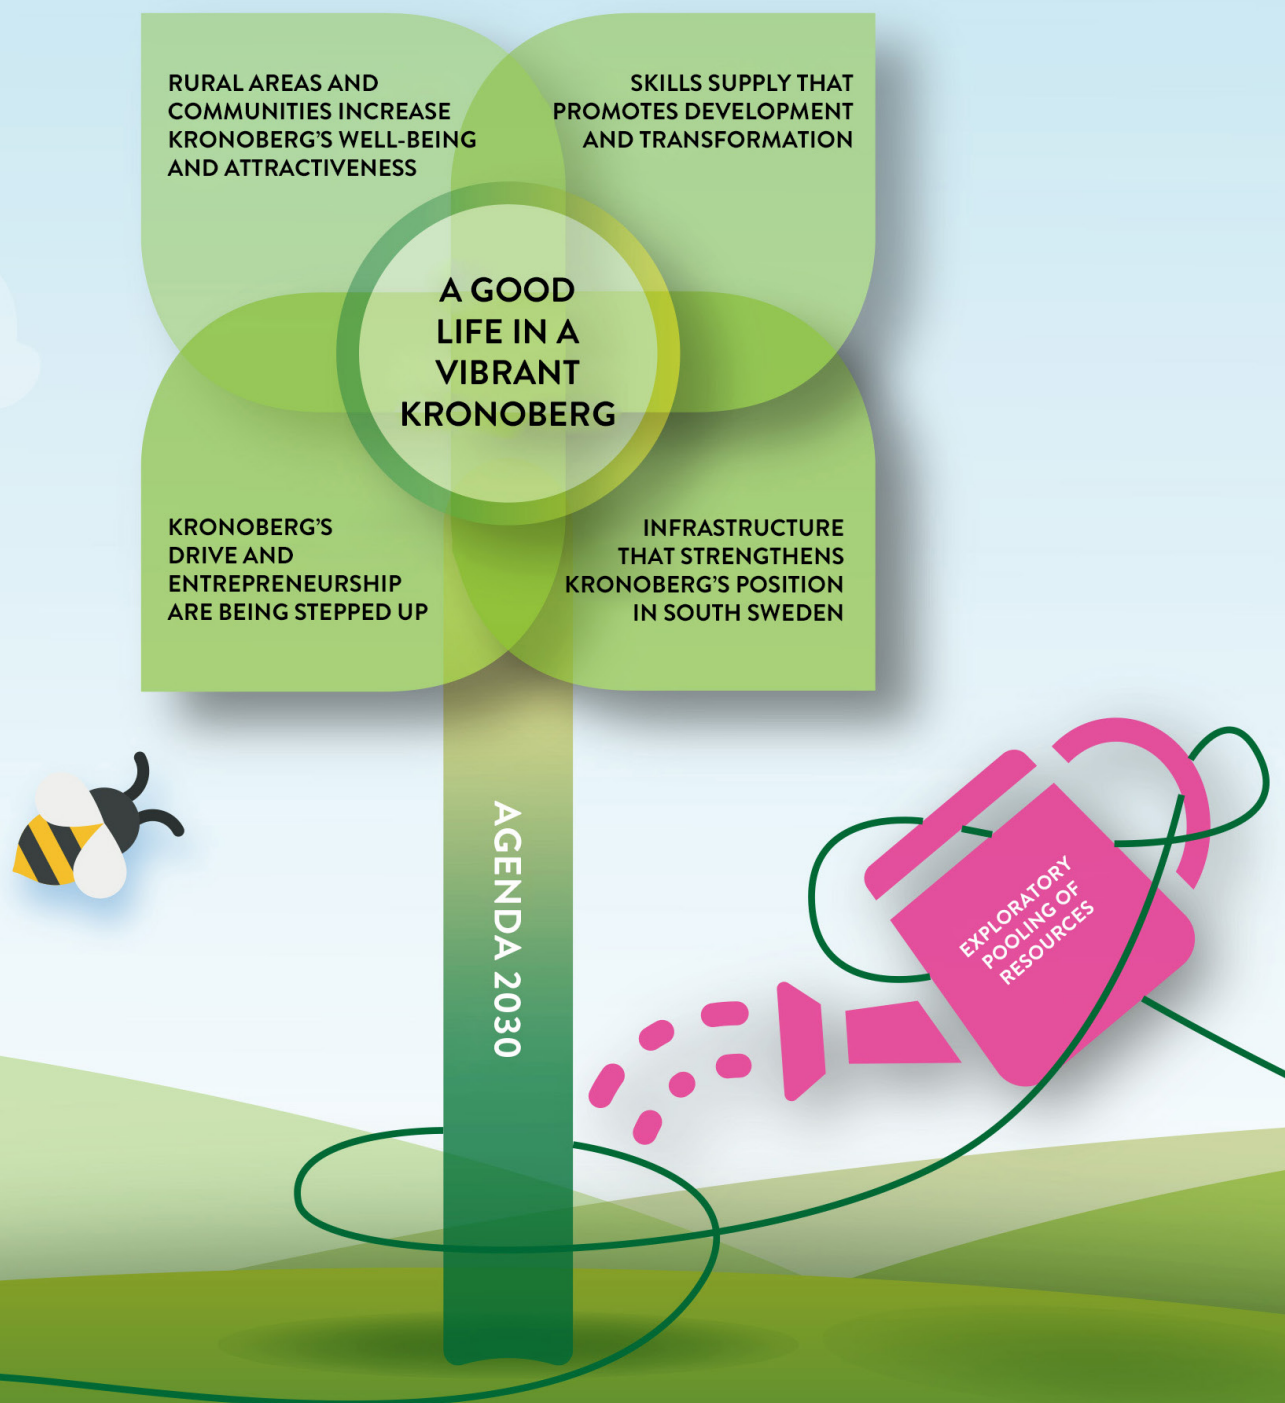 RURAL AREAS AND
COMMUNITIES INCREASE
KRONOBERG'S WELL-BEING
AND ATTRACTIVENESS
SKILLS SUPPLY THAT
PROMOTES DEVELOPMENT
AND TRANSFORMATION
A GOOD
LIFE IN A
VIBRANT
KRONOBERG
KRONOBERG'S
DRIVE AND
ENTREPRENEURSHIP
ARE BEING STEPPED UP
INFRASTRUCTURE
THAT STRENGTHENS
KRONOBERG'S POSITION
IN SOUTH SWEDEN
AGENDA 2030
EXPLORATORY
POOLING OF
RESOURCES